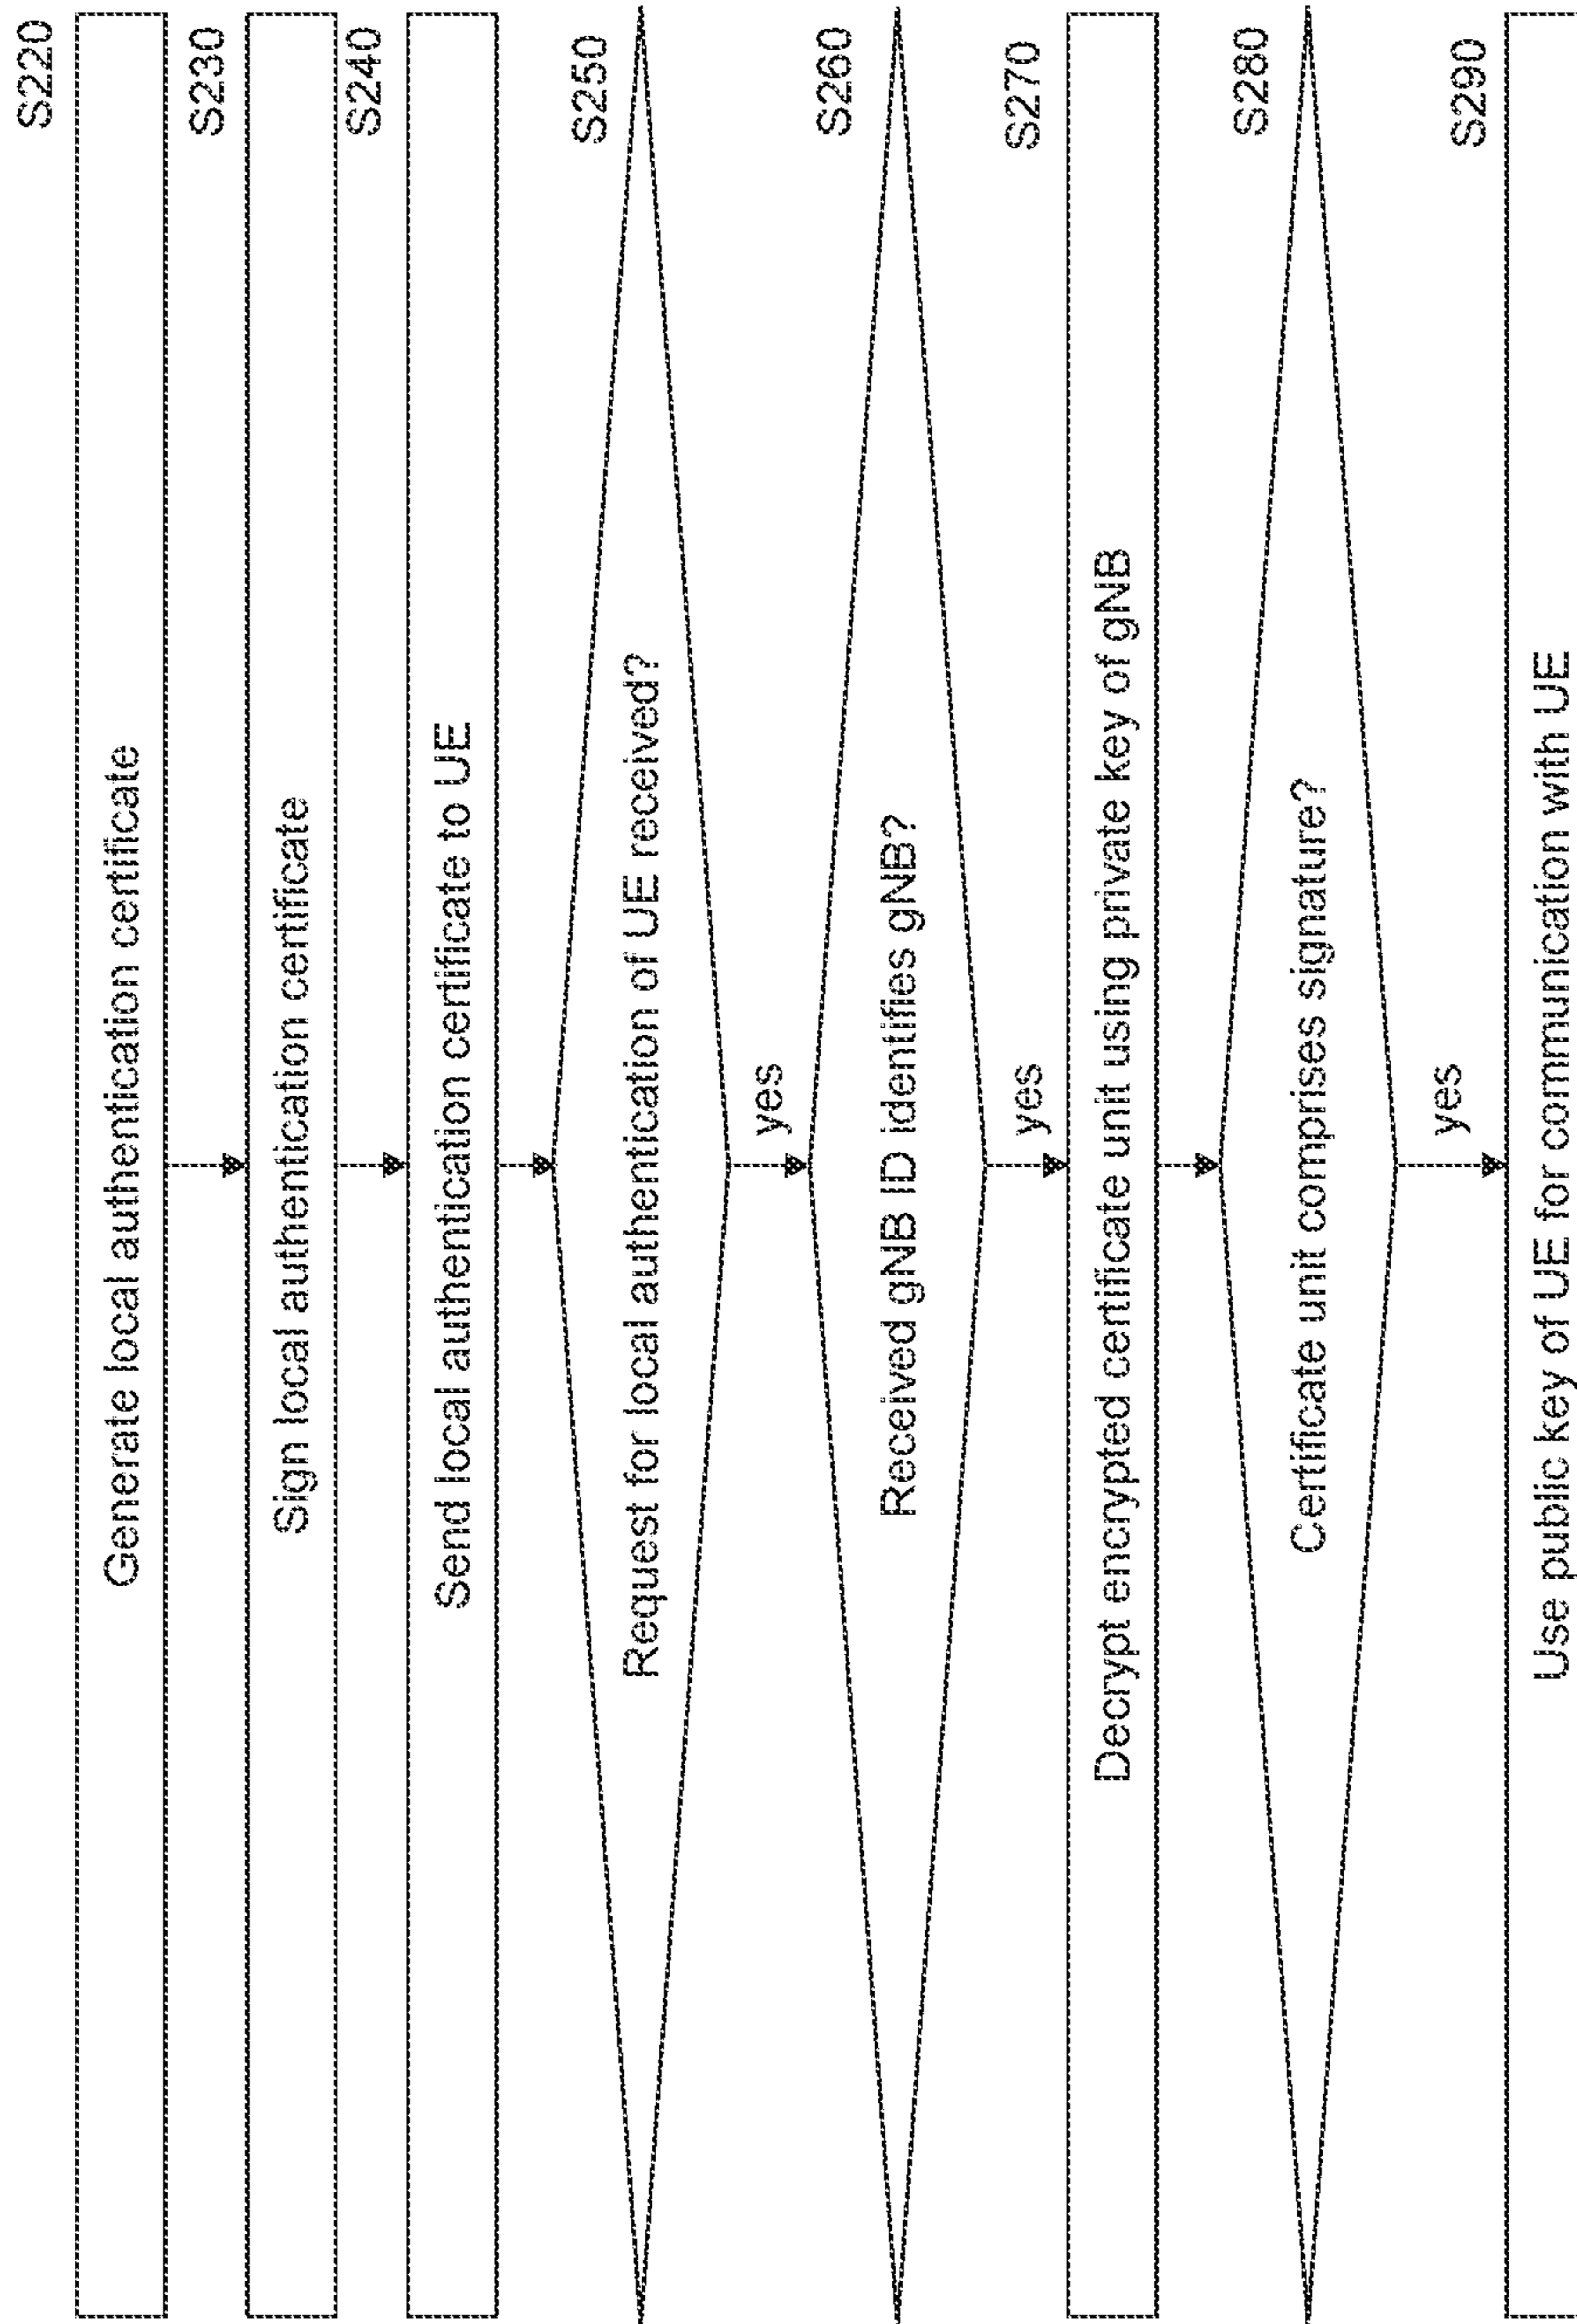 S220
Generate local authentication certificate
S230
Sign local authentication certificate
S240
Send local authentication certificate to UE
S250
Request for local authentication of UE received?
yes
S260
Received gNB ID identifies gNB?
yes
S270
Decrypt encrypted certificate unit using private key of gNB
S280
Certificate unit comprises signature?
yes
S290
Use public key of UE for communication with UE